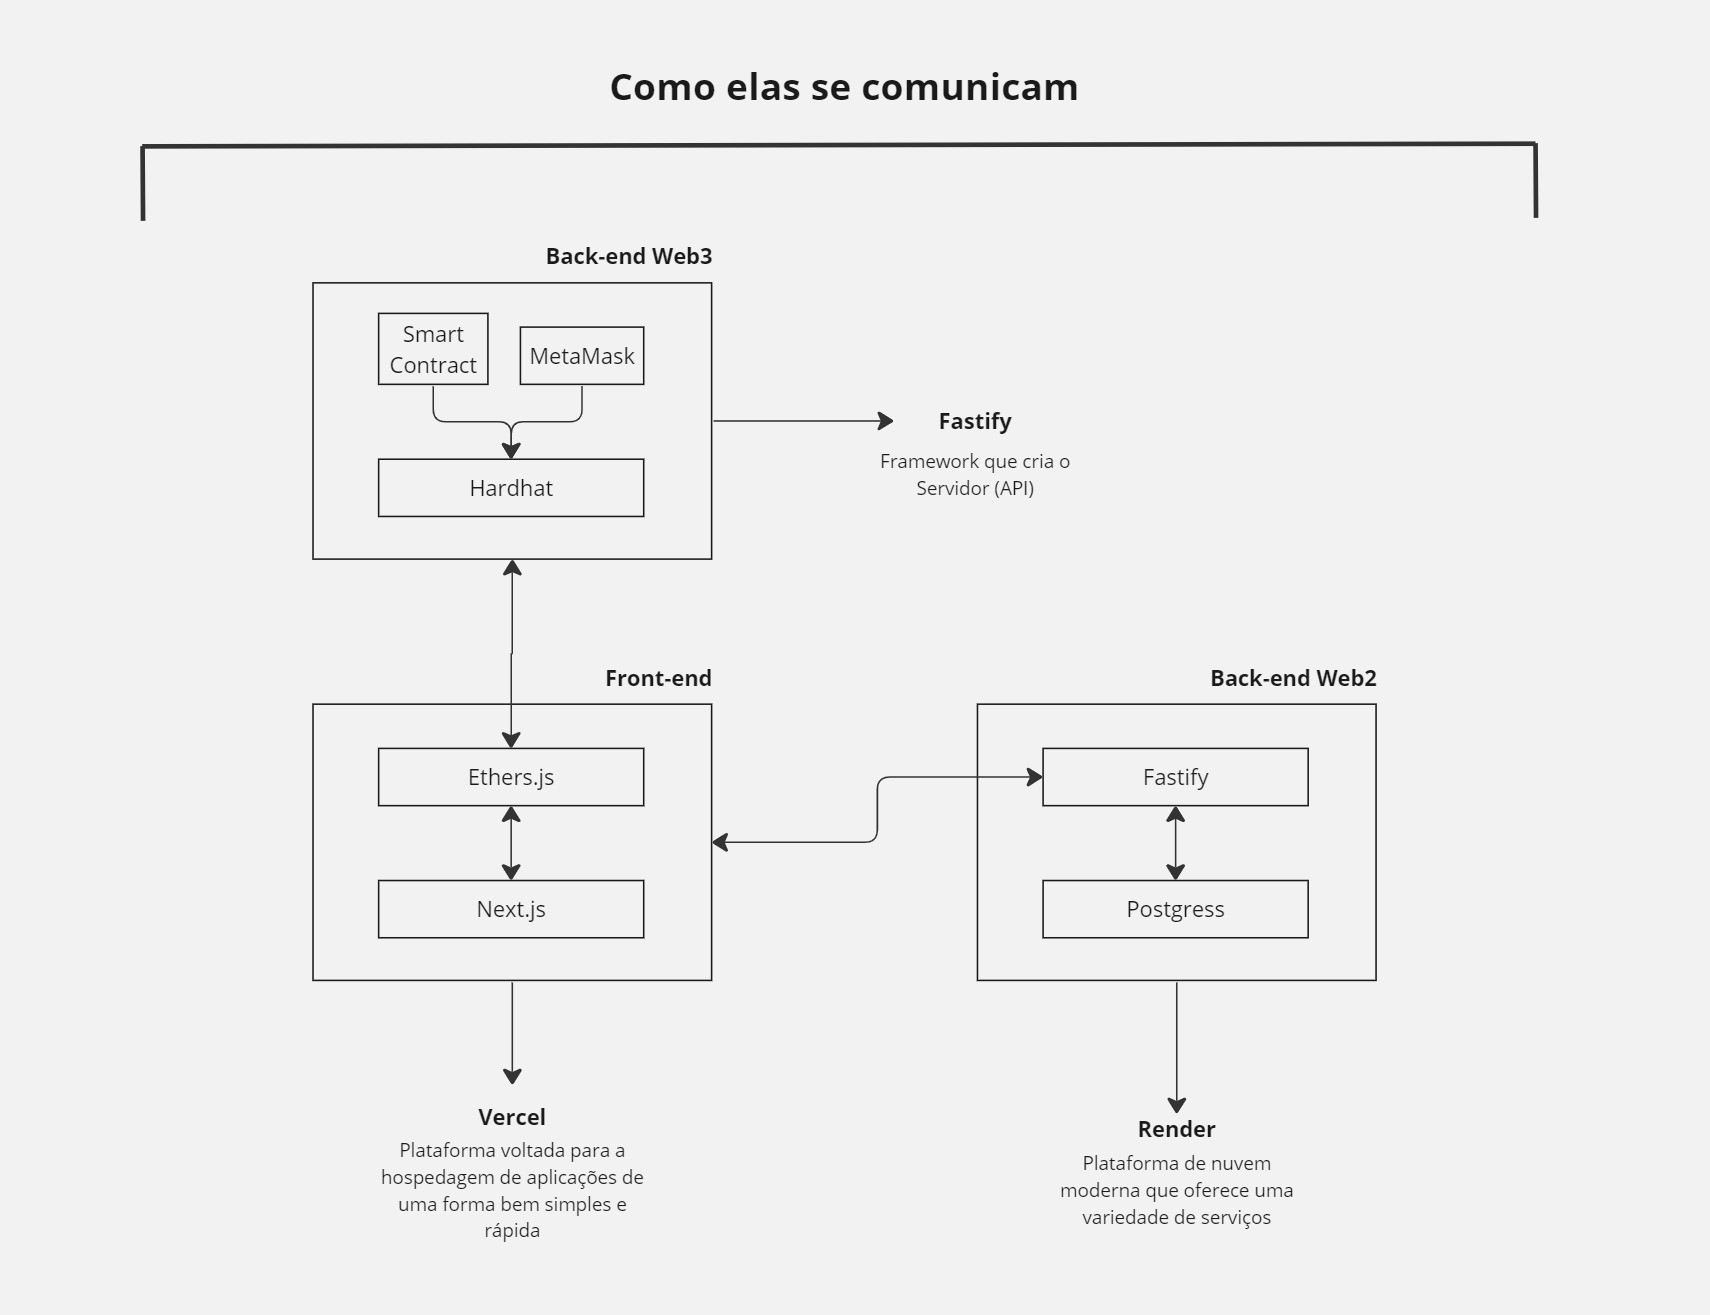 Como elas se comunicam
Back-end Web3
Smart
Contract
MetaMask
Hardhat
Fastify
Framework que cria o
Servidor (API)
Front-end
Ethers.js
Next.js
Back-end Web2
Fastify
Postgress
Vercel
Plataforma voltada para a
hospedagem de aplicações de
uma forma bem simples e
rápida
Render
Plataforma de nuvem
moderna que oferece uma
variedade de serviços